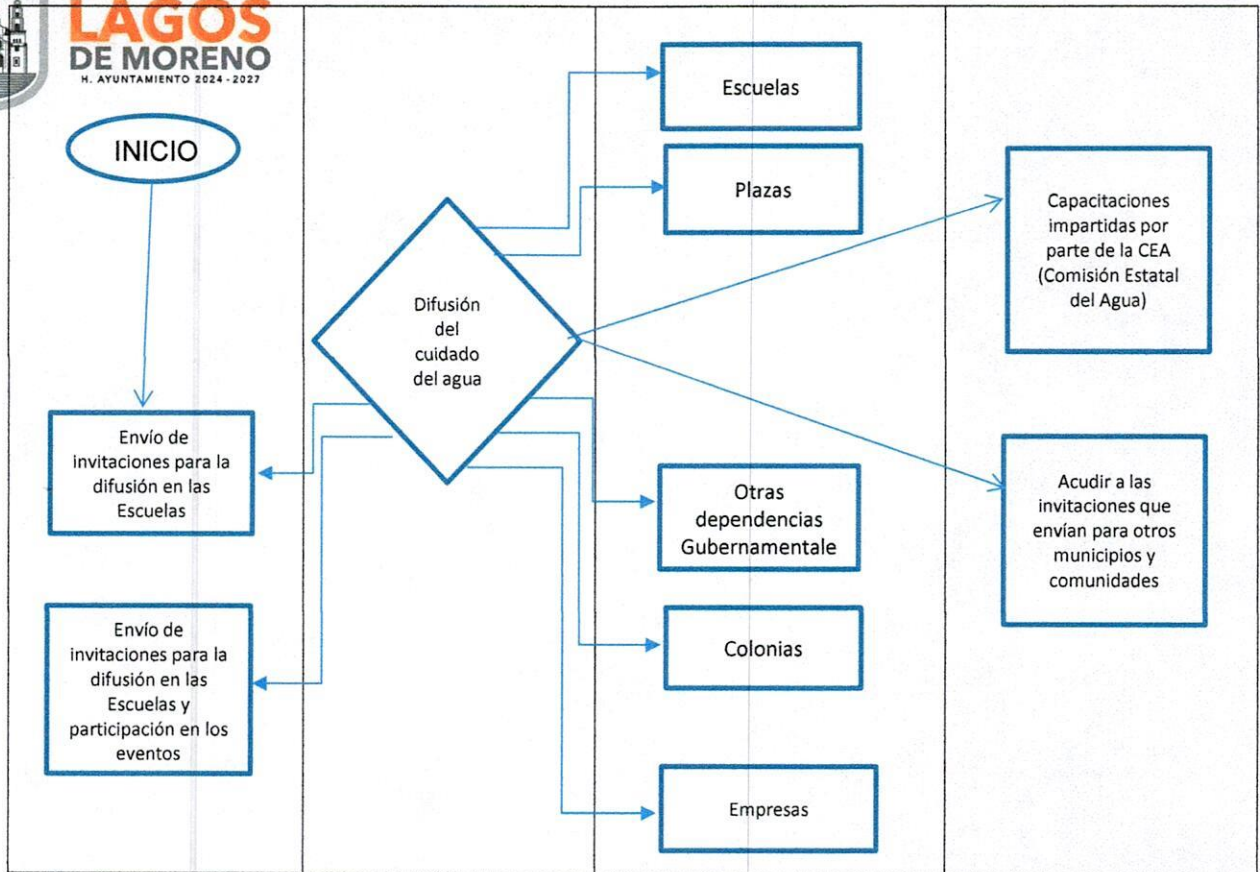 LAGOS
DE MORENO
H. AYUNTAMIENTO 2024 - 2027
INICIO
Envío de
invitaciones para la
difusión en las
Escuelas
Envío de
invitaciones para la
difusión en las
Escuelas y
participación en los
eventos
Difusión
del
cuidado
del agua
Escuelas
Plazas
Otras
dependencias
Gubernamentale
Colonias
Empresas
Capacitaciones
impartidas por
parte de la CEA
(Comisión Estatal
del Agua)
Acudir a las
invitaciones que
envían para otros
municipios y
comunidades